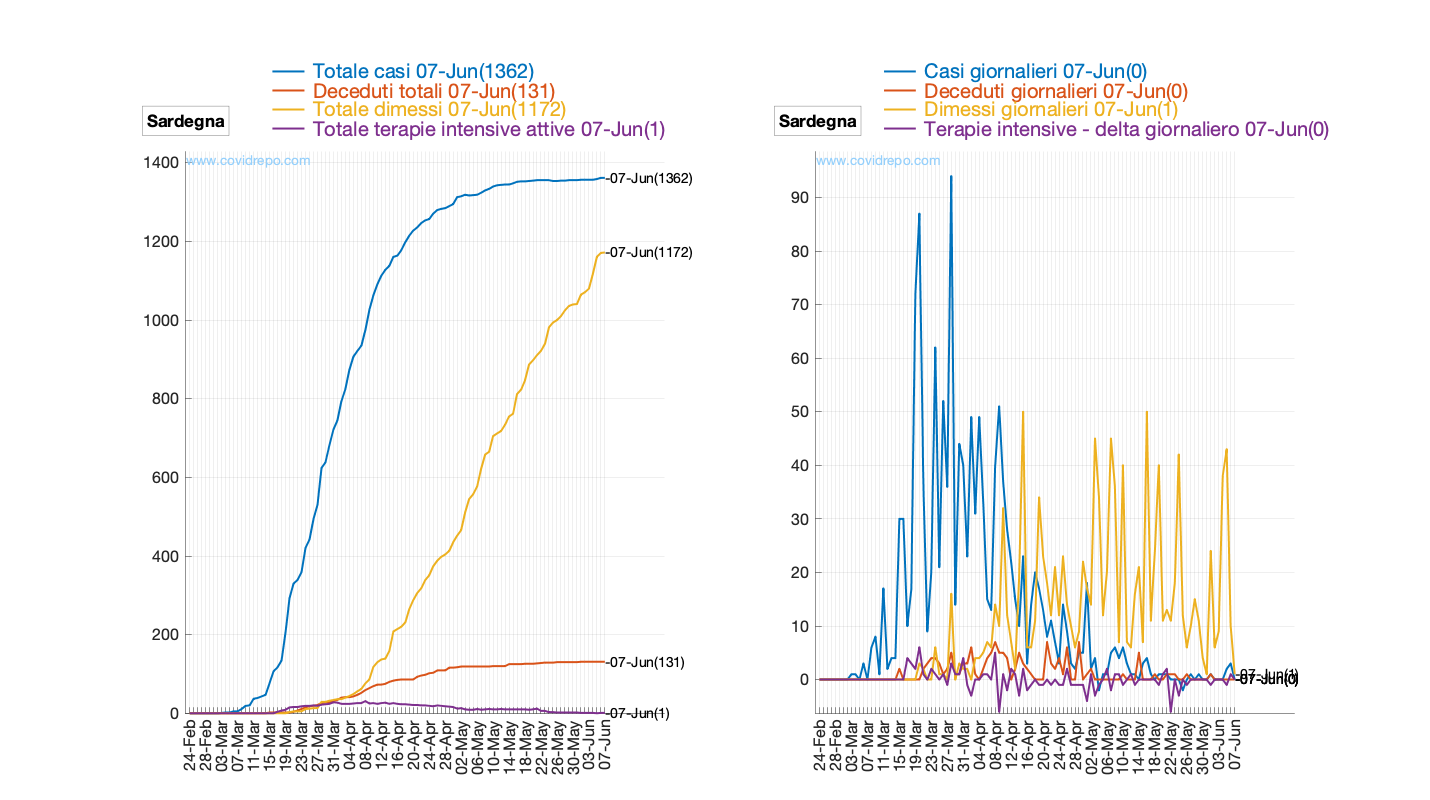 Totale casi 07-Jun(1362)
Deceduti totali 07-Jun(131)
Totale dimessi 07-Jun(1172)
Totale terapie intensive attive 07-Jun(1)
Sardegna
www.covidrepo.com
1400
1200
1000
800
600
400
200
0
-07-Jun(1362)
-07-Jun(1172)
-07-Jun(131)
-07-Jun(1)
24-Feb
28-Feb
03-Mar
07-Mar
11-Mar
15-Mar
19-Mar
23-Mar
27-Mar
31-Mar
04-Apr
08-Apr
12-Apr
16-Apr
20-Apr
24-Apr
28-Apr
02-May
06-May
10-May
14-May
18-May
22-May
26-May
30-May
03-Jun
07-Jun
Casi giornalieri 07-Jun(0)
Deceduti giornalieri 07-Jun(0)
Dimessi giornalieri 07-Jun(1)
Terapie intensive - delta giornaliero 07-Jun(0)
Sardegna
www.covidrepo.com
90
80
70
60
50
40
30
20
10
0
-07-Jun(1)
-07-Jun(0)
24-Feb
28-Feb
03-Mar
07-Mar
11-Mar
15-Mar
19-Mar
23-Mar
27-Mar
31-Mar
04-Apr
08-Apr
12-Apr
16-Apr
20-Apr
24-Apr
28-Apr
02-May
06-May
10-May
14-May
18-May
22-May
26-May
30-May
03-Jun
07-Jun